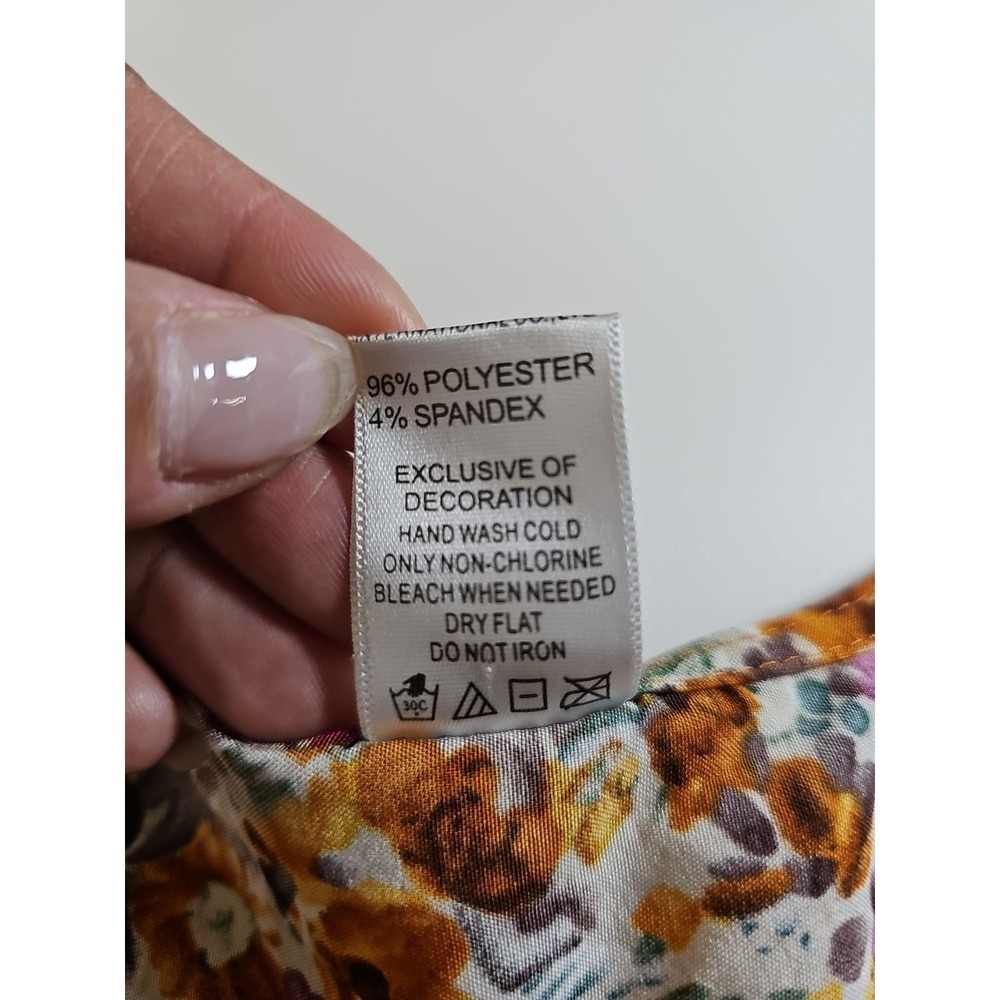 96% POLYESTER
4% SPANDEX
EXCLUSIVE OF
DECORATION
HAND WASH COLD
ONLY NON-CHLORINE
BLEACH WHEN NEEDED
DRY FLAT
DO NOT IRON
30C